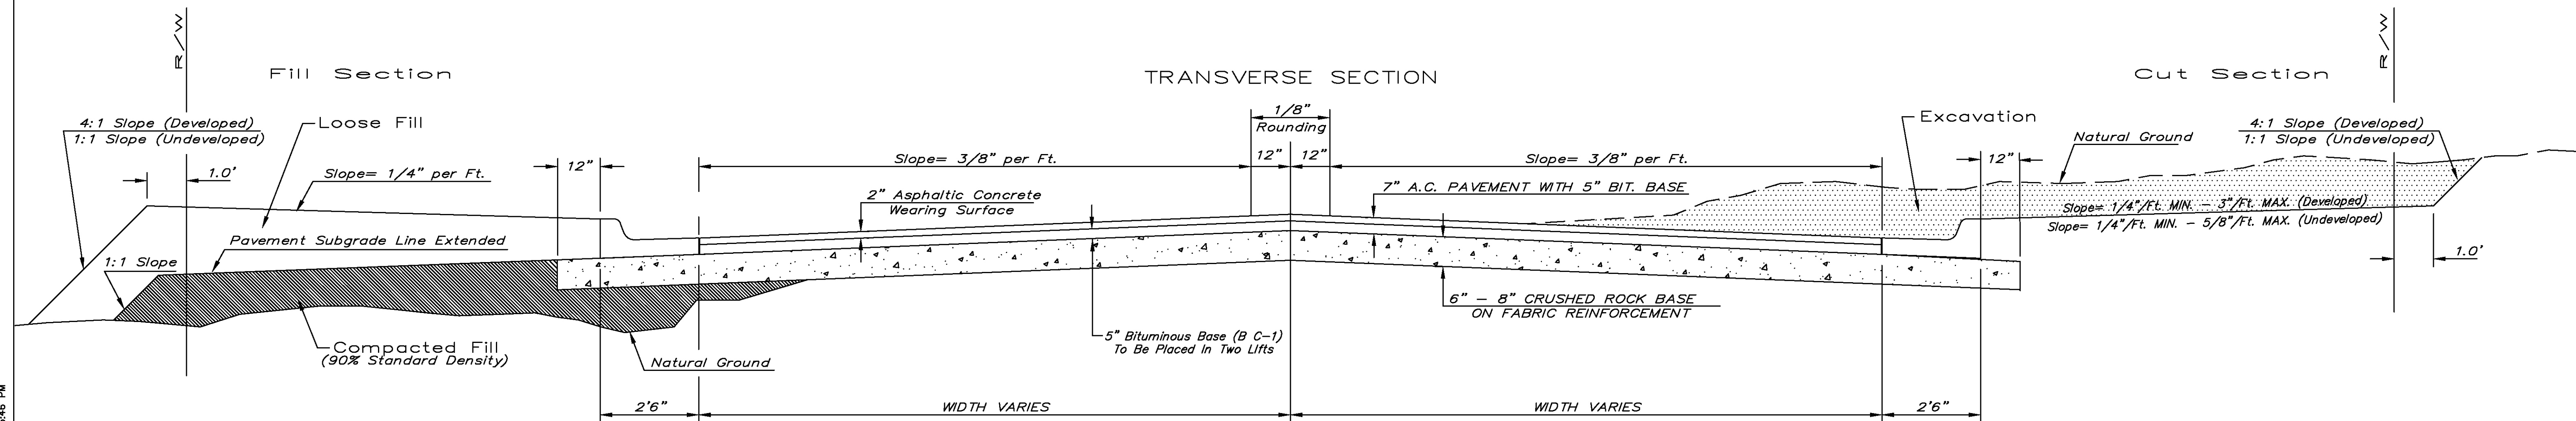 R/W
Fill Section
TRANSVERSE SECTION
Cut Section
R/W
4:1 Slope (Developed)
1:1 Slope (Undeveloped)
Loose Fill
1/8"
Rounding
Excavation
Natural Ground
4:1 Slope (Developed)
1:1 Slope (Undeveloped)
1.0'
Slope= 1/4" per Ft.
12"
Slope= 3/8" per Ft.
12"
12"
Slope= 3/8" per Ft.
12"
2" Asphaltic Concrete
Wearing Surface
7" A.C. PAVEMENT WITH 5" BIT. BASE
Slope= 1/4"/Ft. MIN. - 3"/Ft. MAX. (Developed)
Slope= 1/4"/Ft. MIN. - 5/8"/Ft. MAX. (Undeveloped)
Pavement Subgrade Line Extended
1:1 Slope
1.0'
6" - 8" CRUSHED ROCK BASE
ON FABRIC REINFORCEMENT
5" Bituminous Base (B C-1)
To Be Placed In Two Lifts
Compacted Fill
(90% Standard Density)
Natural Ground
2'6"
WIDTH VARIES
WIDTH VARIES
2'6"